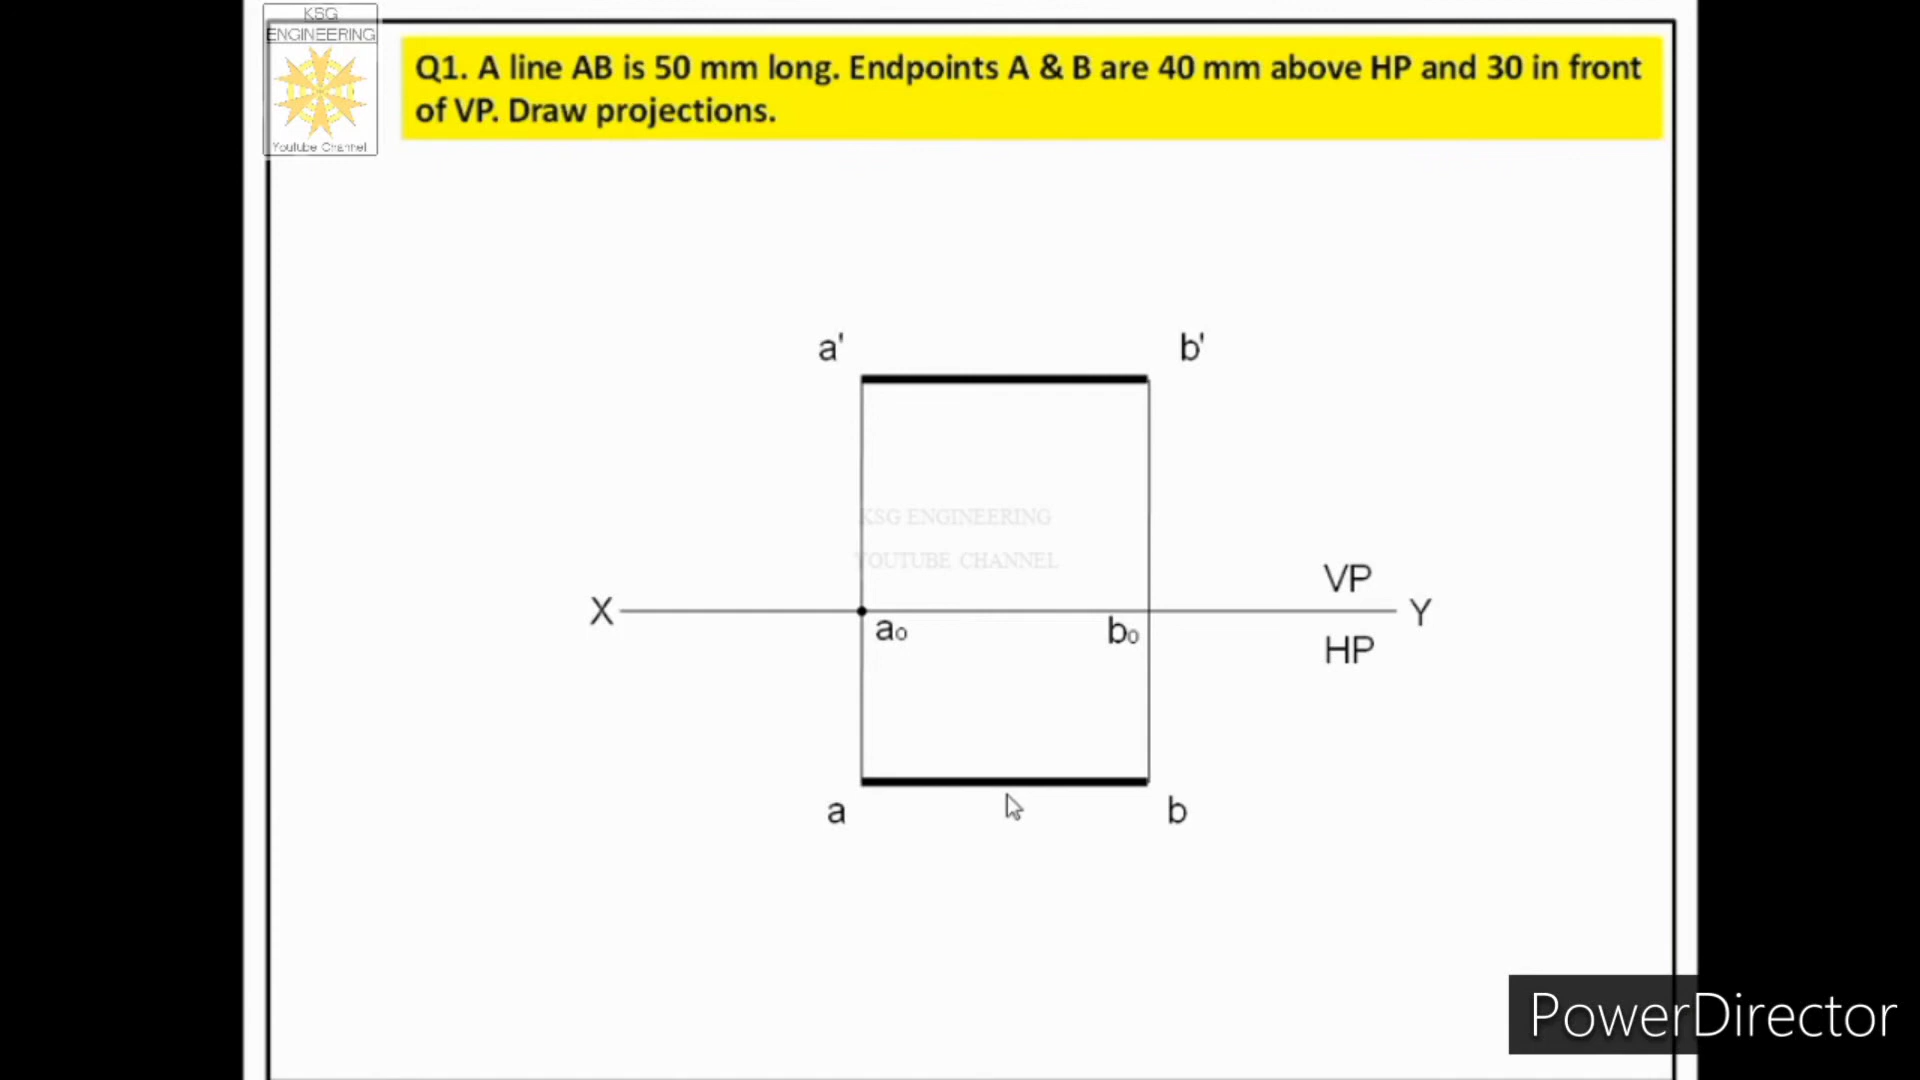 KSG
ENGINEERING
Youtube Channel
Q1. A line AB is 50 mm long. Endpoints A & B are 40 mm above HP and 30 in front
of VP. Draw projections.
a' b'
KSG ENGINEERING
YOUTUBE CHANNEL
VP
X Y
a₀ b₀
HP
a b
PowerDirector